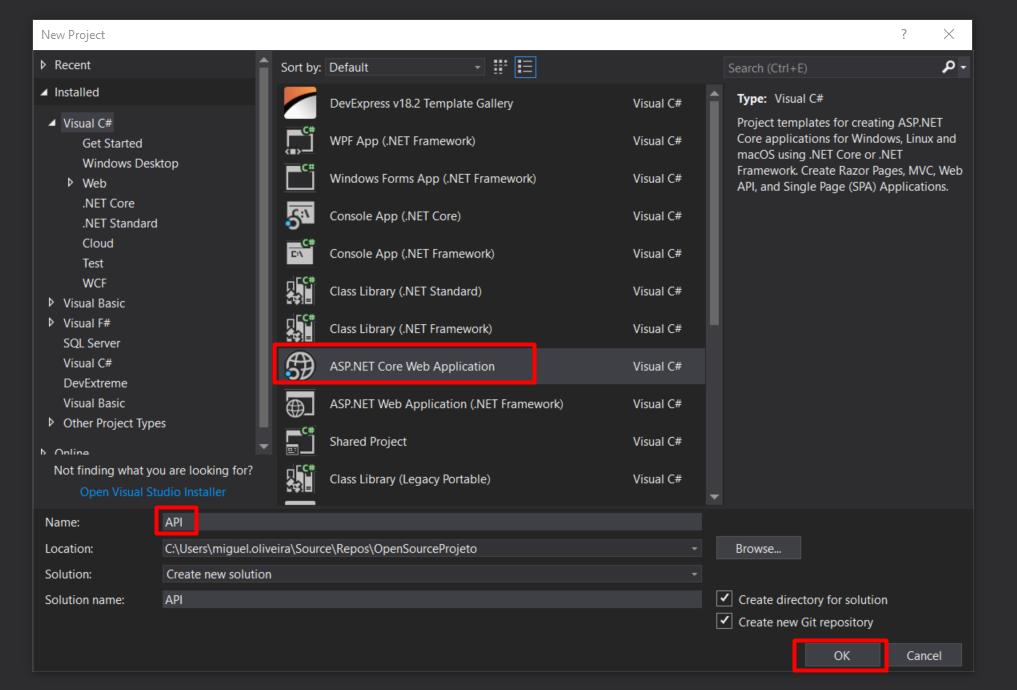 New Project
?
Recent
Installed
Visual C#
Get Started
Windows Desktop
Web
.NET Core
.NET Standard
Cloud
Test
WCF
Visual Basic
Visual F#
SQL Server
Visual C#
DevExtreme
Visual Basic
Other Project Types
Online
Not finding what you are looking for?
Open Visual Studio Installer
Sort by: Default
DevExpress v18.2 Template Gallery Visual C#
WPF App (.NET Framework) Visual C#
Windows Forms App (.NET Framework) Visual C#
Console App (.NET Core) Visual C#
Console App (.NET Framework) Visual C#
Class Library (.NET Standard) Visual C#
Class Library (.NET Framework) Visual C#
ASP.NET Core Web Application Visual C#
ASP.NET Web Application (.NET Framework) Visual C#
Shared Project Visual C#
Class Library (Legacy Portable) Visual C#
Search (Ctrl+E)
Type: Visual C#
Project templates for creating ASP.NET
Core applications for Windows, Linux and
macOS using .NET Core or .NET
Framework. Create Razor Pages, MVC, Web
API, and Single Page (SPA) Applications.
Name: API
Location: C:\Users\miguel.oliveira\Source\Repos\OpenSourceProjeto
Browse...
Solution: Create new solution
Solution name: API
Create directory for solution
Create new Git repository
OK
Cancel